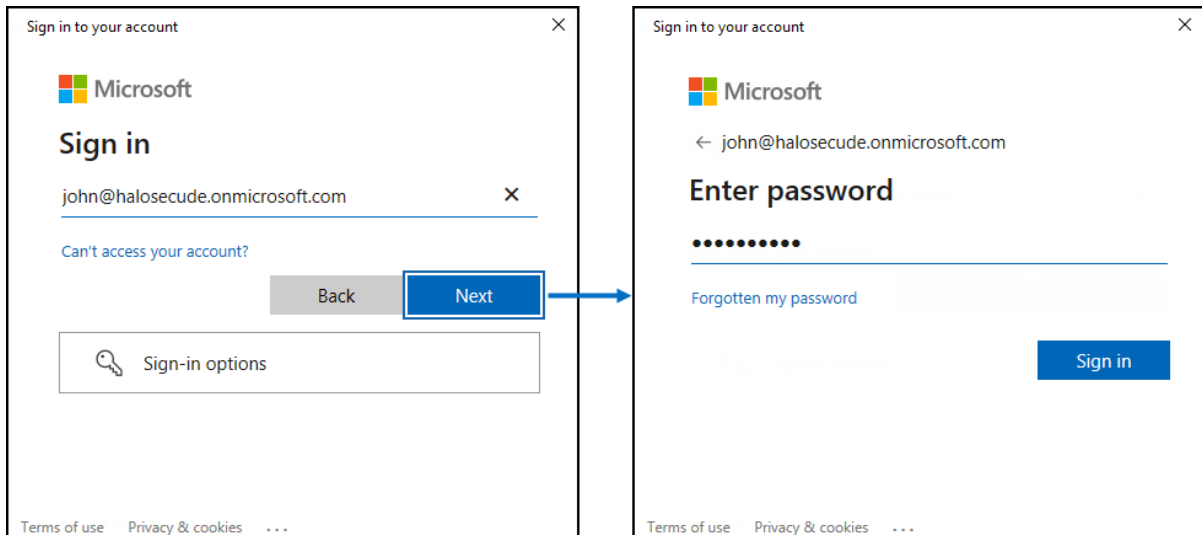 Sign in to your account
Microsoft
Sign in
john@halosecude.onmicrosoft.com
Can't access your account?
Back Next
Sign-in options
Terms of use Privacy & cookies ...
Sign in to your account
Microsoft
john@halosecude.onmicrosoft.com
Enter password
••••••••••
Forgotten my password
Sign in
Terms of use Privacy & cookies ...